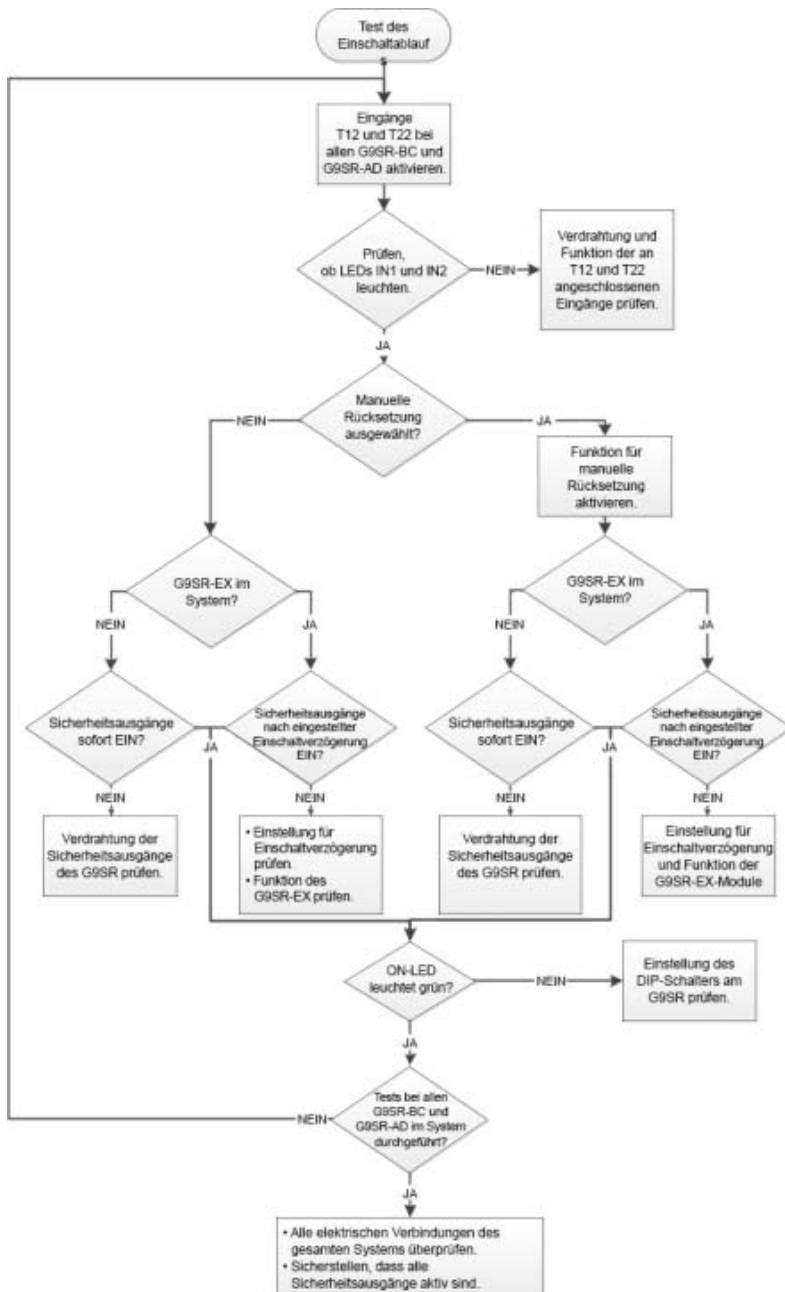 Test des
Einschaltablauf
s
Eingänge
T12 und T22 bei
allen G9SR-BC und
G9SR-AD aktivieren.
Prüfen,
ob LEDs IN1 und IN2
leuchten.
NEIN
Verdrahtung und
Funktion der an
T12 und T22
angeschlossenen
Eingänge prüfen.
JA
Manuelle
Rücksetzung
ausgewählt?
NEIN
JA
Funktion für
manuelle
Rücksetzung
aktivieren.
G9SR-EX im
System?
NEIN
JA
G9SR-EX im
System?
NEIN
JA
Sicherheitsausgänge
sofort EIN?
JA
Sicherheitsausgänge
nach eingestellter
Einschaltverzögerung
EIN?
Sicherheitsausgänge
sofort EIN?
JA
Sicherheitsausgänge
nach eingestellter
Einschaltverzögerung
EIN?
NEIN
NEIN
NEIN
NEIN
Verdrahtung der
Sicherheitsausgänge
des G9SR prüfen.
• Einstellung für
Einschaltverzögerung
prüfen.
• Funktion des
G9SR-EX prüfen.
Verdrahtung der
Sicherheitsausgänge
des G9SR prüfen.
Einstellung für
Einschaltverzögerung
und Funktion der
G9SR-EX-Module
ON-LED
leuchtet grün?
NEIN
Einstellung des
DIP-Schalters am
G9SR prüfen.
JA
Tests bei allen
G9SR-BC und
G9SR-AD im System
durchgeführt?
NEIN
JA
• Alle elektrischen Verbindungen des
gesamten Systems überprüfen.
• Sicherstellen, dass alle
Sicherheitsausgänge aktiv sind.